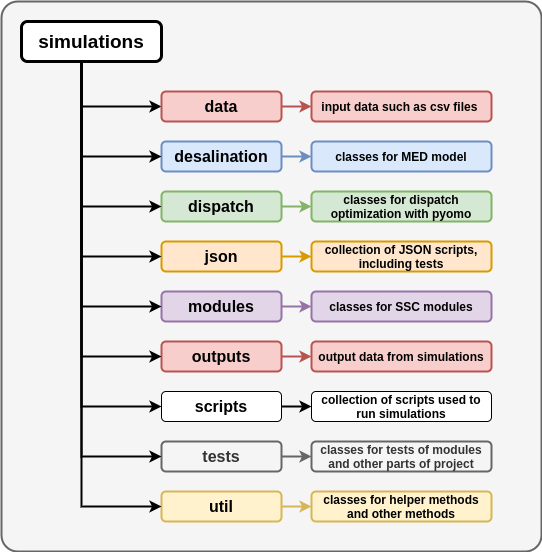 simulations
data
input data such as csv files
desalination
classes for MED model
dispatch
classes for dispatch
optimization with pyomo
json
collection of JSON scripts,
including tests
modules
classes for SSC modules
outputs
output data from simulations
scripts
collection of scripts used to
run simulations
tests
classes for tests of modules
and other parts of project
util
classes for helper methods
and other methods